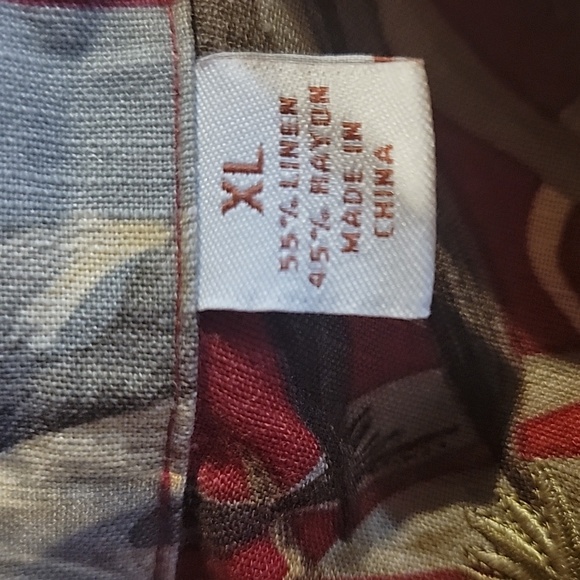 XL
55% LINEN
45% RAYON
MADE IN
CHINA